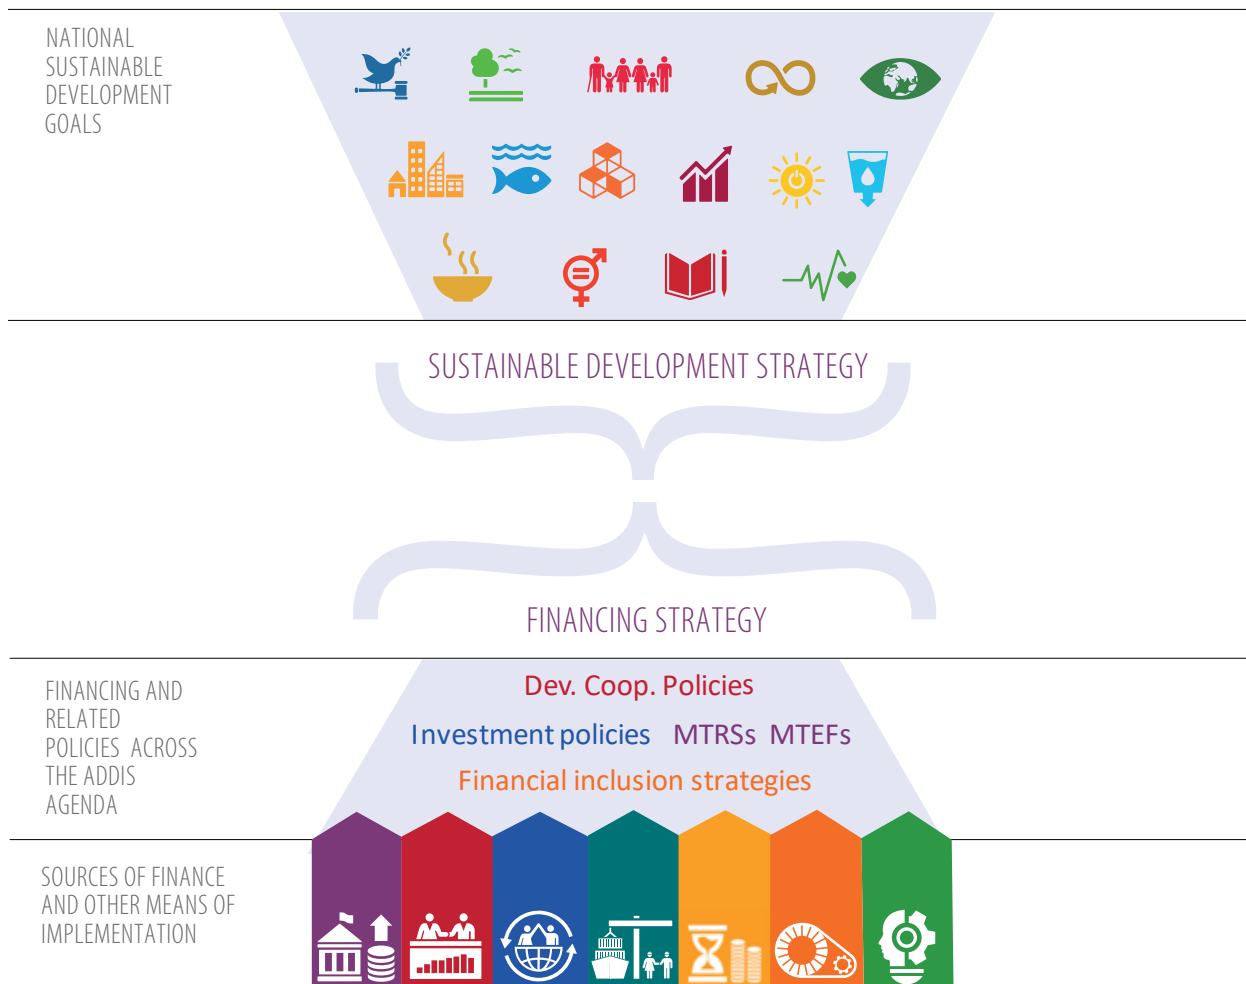 NATIONAL
SUSTAINABLE
DEVELOPMENT
GOALS
SUSTAINABLE DEVELOPMENT STRATEGY
FINANCING STRATEGY
FINANCING AND
RELATED
POLICIES ACROSS
THE ADDIS
AGENDA
Dev. Coop. Policies
Investment policies MTRSs MTEFs
Financial inclusion strategies
SOURCES OF FINANCE
AND OTHER MEANS OF
IMPLEMENTATION